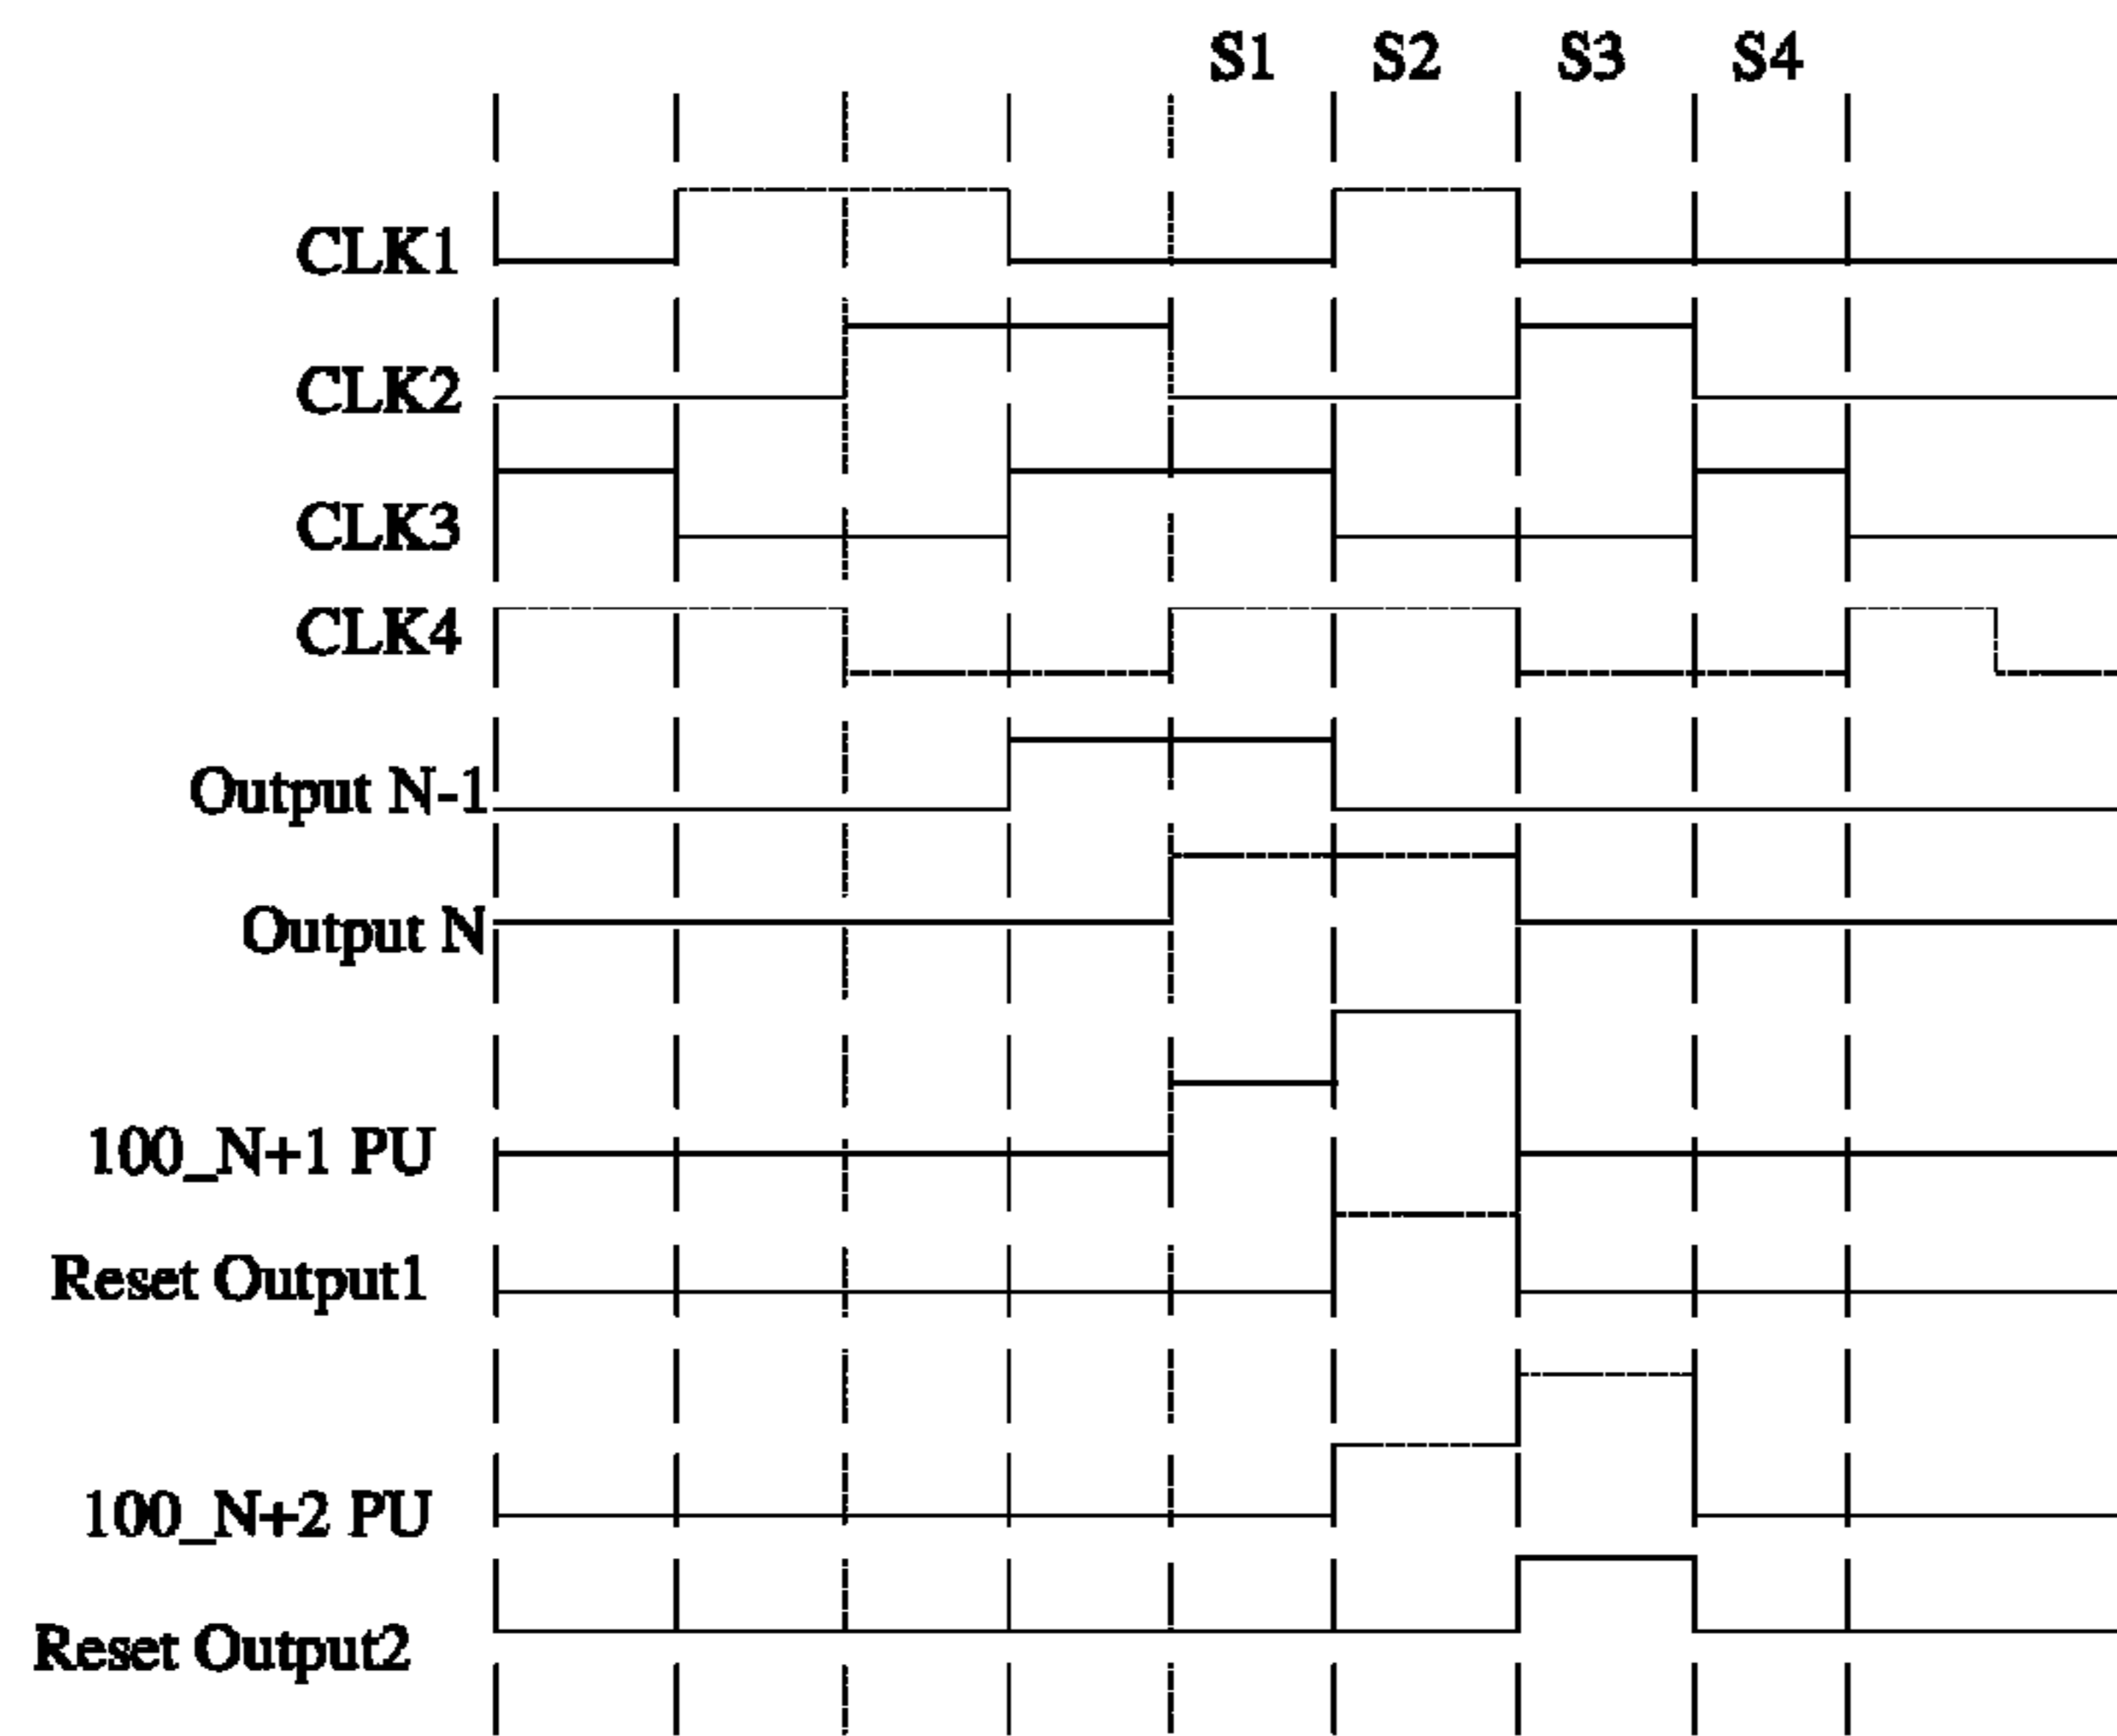 S1 S2 S3 S4
CLK1
CLK2
CLK3
CLK4
Output N-1
Output N
100_N+1 PU
Reset Output1
100_N+2 PU
Reset Output2